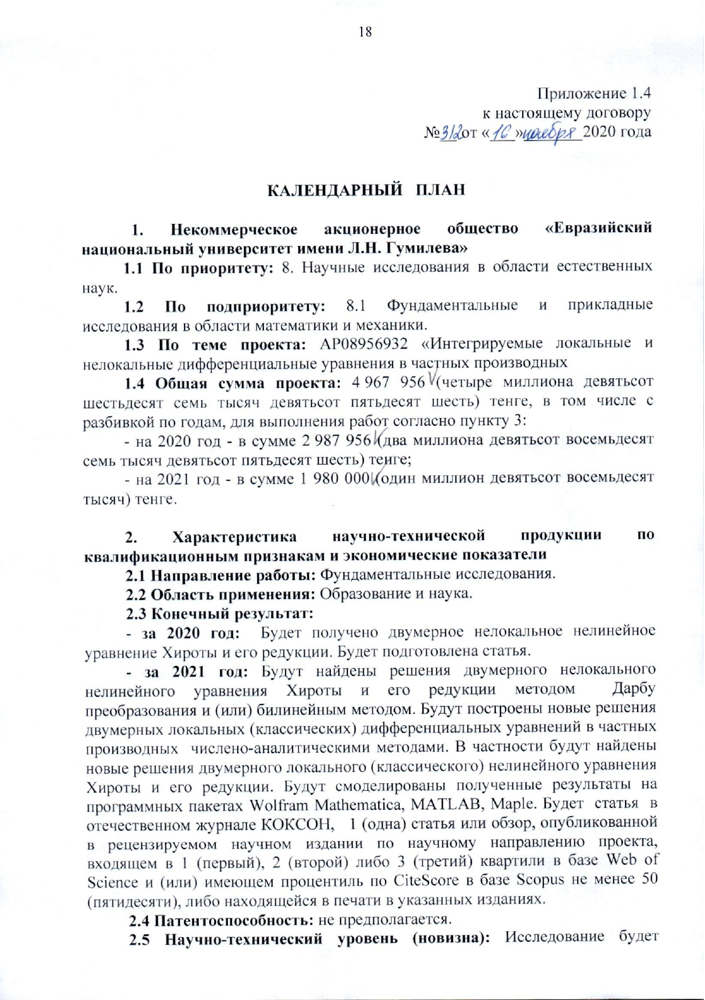 18
Приложение 1.4
к настоящему договору
№312от «16»ноября 2020 года
КАЛЕНДАРНЫЙ ПЛАН
1. Некоммерческое акционерное общество «Евразийский
национальный университет имени Л.Н. Гумилева»
1.1 По приоритету: 8. Научные исследования в области естественных
наук.
1.2 По подприоритету: 8.1 Фундаментальные и прикладные
исследования в области математики и механики.
1.3 По теме проекта: АР08956932 «Интегрируемые локальные и
нелокальные дифференциальные уравнения в частных производных
1.4 Общая сумма проекта: 4 967 956 (четыре миллиона девятьсот
шестьдесят семь тысяч девятьсот пятьдесят шесть) тенге, в том числе с
разбивкой по годам, для выполнения работ согласно пункту 3:
- на 2020 год - в сумме 2 987 956 (два миллиона девятьсот восемьдесят
семь тысяч девятьсот пятьдесят шесть) тенге;
- на 2021 год - в сумме 1 980 000 (один миллион девятьсот восемьдесят
тысяч) тенге.
2. Характеристика научно-технической продукции по
квалификационным признакам и экономические показатели
2.1 Направление работы: Фундаментальные исследования.
2.2 Область применения: Образование и наука.
2.3 Конечный результат:
- за 2020 год: Будет получено двумерное нелокальное нелинейное
уравнение Хироты и его редукции. Будет подготовлена статья.
- за 2021 год: Будут найдены решения двумерного нелокального
нелинейного уравнения Хироты и его редукции методом Дарбу
преобразования и (или) билинейным методом. Будут построены новые решения
двумерных локальных (классических) дифференциальных уравнений в частных
производных числено-аналитическими методами. В частности будут найдены
новые решения двумерного локального (классического) нелинейного уравнения
Хироты и его редукции. Будут смоделированы полученные результаты на
программных пакетах Wolfram Mathematica, MATLAB, Maple. Будет статья в
отечественном журнале КОКСОН, 1 (одна) статья или обзор, опубликованной
в рецензируемом научном издании по научному направлению проекта,
входящем в 1 (первый), 2 (второй) либо 3 (третий) квартили в базе Web of
Science и (или) имеющем процентиль по CiteScore в базе Scopus не менее 50
(пятидесяти), либо находящейся в печати в указанных изданиях.
2.4 Патентоспособность: не предполагается.
2.5 Научно-технический уровень (новизна): Исследование будет